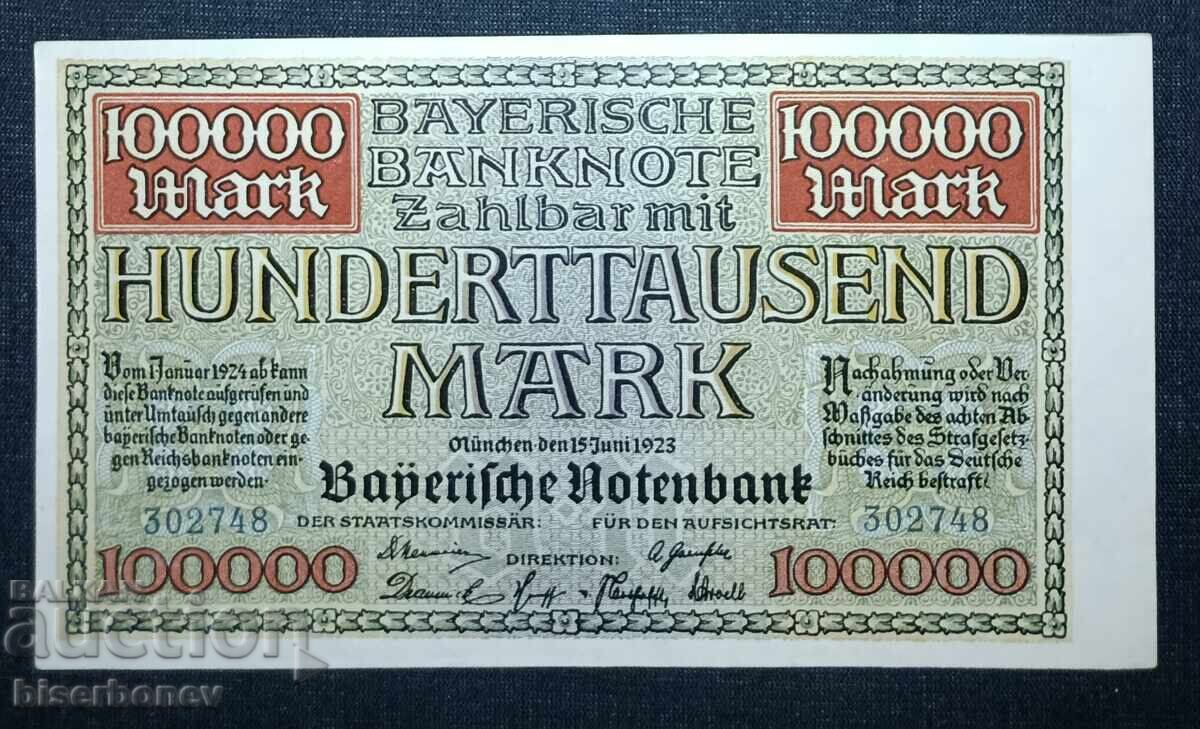 100000
Mark
BAYERISCHE
BANKNOTE
Zahlbar mit
100000
Mark
HUNDERTTAUSEND
MARK
Vom 1 Januar 1924 ab kann
diese Banknote aufgerufen und
unter Umtausch gegen andere
bayerische Banknoten oder ge-
gen Reichsbanknoten ein-
gezogen werden.
Nachahmung oder Ver-
änderung wird nach
Maßgabe des achten Ab-
schnittes des Strafgesetz-
buches für das Deutsche
Reich bestraft.
München·den 15 Juni 1923
Bayerische Notenbank
302748
DER STAATSKOMMISSÄR:
FÜR DEN AUFSICHTSRAT:
302748
DIREKTION:
100000
100000
BALKAN
auction
biserbonev